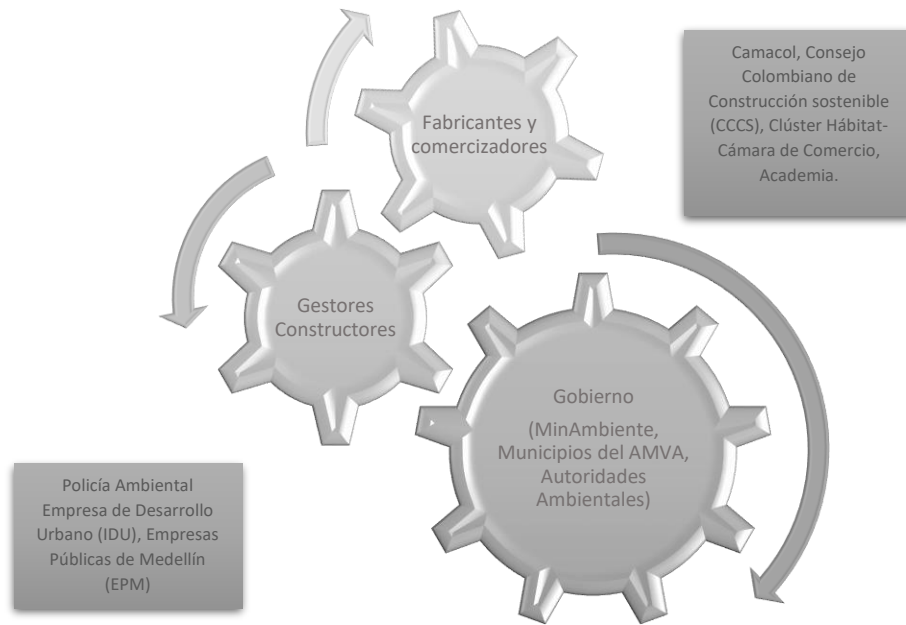 Fabricantes y
comercizadores
Camacol, Consejo
Colombiano de
Construcción sostenible
(CCCS), Clúster Hábitat-
Cámara de Comercio,
Academia.
Gestores
Constructores
Gobierno
(MinAmbiente,
Municipios del AMVA,
Autoridades
Ambientales)
Policía Ambiental
Empresa de Desarrollo
Urbano (IDU), Empresas
Públicas de Medellín
(EPM)